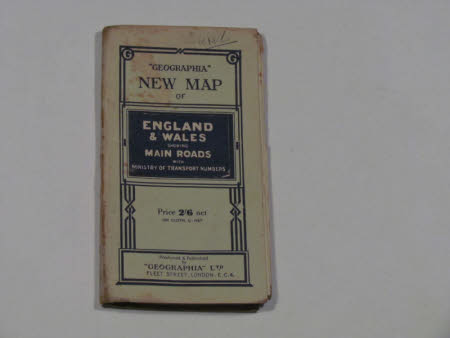 G G
"GEOGRAPHIA"
NEW MAP
OF
ENGLAND
& WALES
SHOWING
MAIN ROADS
WITH
MINISTRY OF TRANSPORT NUMBERS
Price 2/6 net
Produced & Published
by
"GEOGRAPHIA" LTD
FLEET STREET, LONDON. E.C.4.